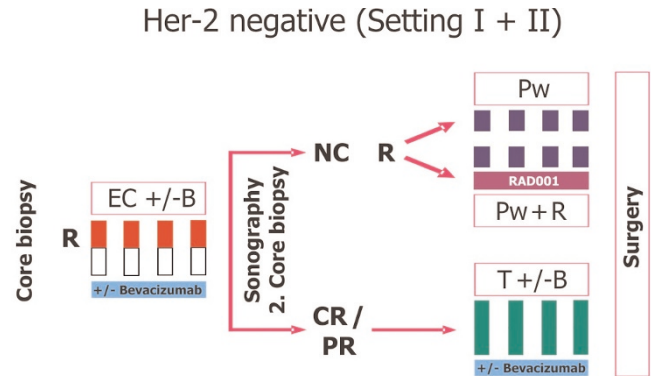 Her-2 negative (Setting I + II)
Core biopsy
R
EC +/-B
+/- Bevacizumab
Sonography
2. Core biopsy
NC R
Pw
RAD001
Pw+R
CR /
PR
T +/-B
+/- Bevacizumab
Surgery